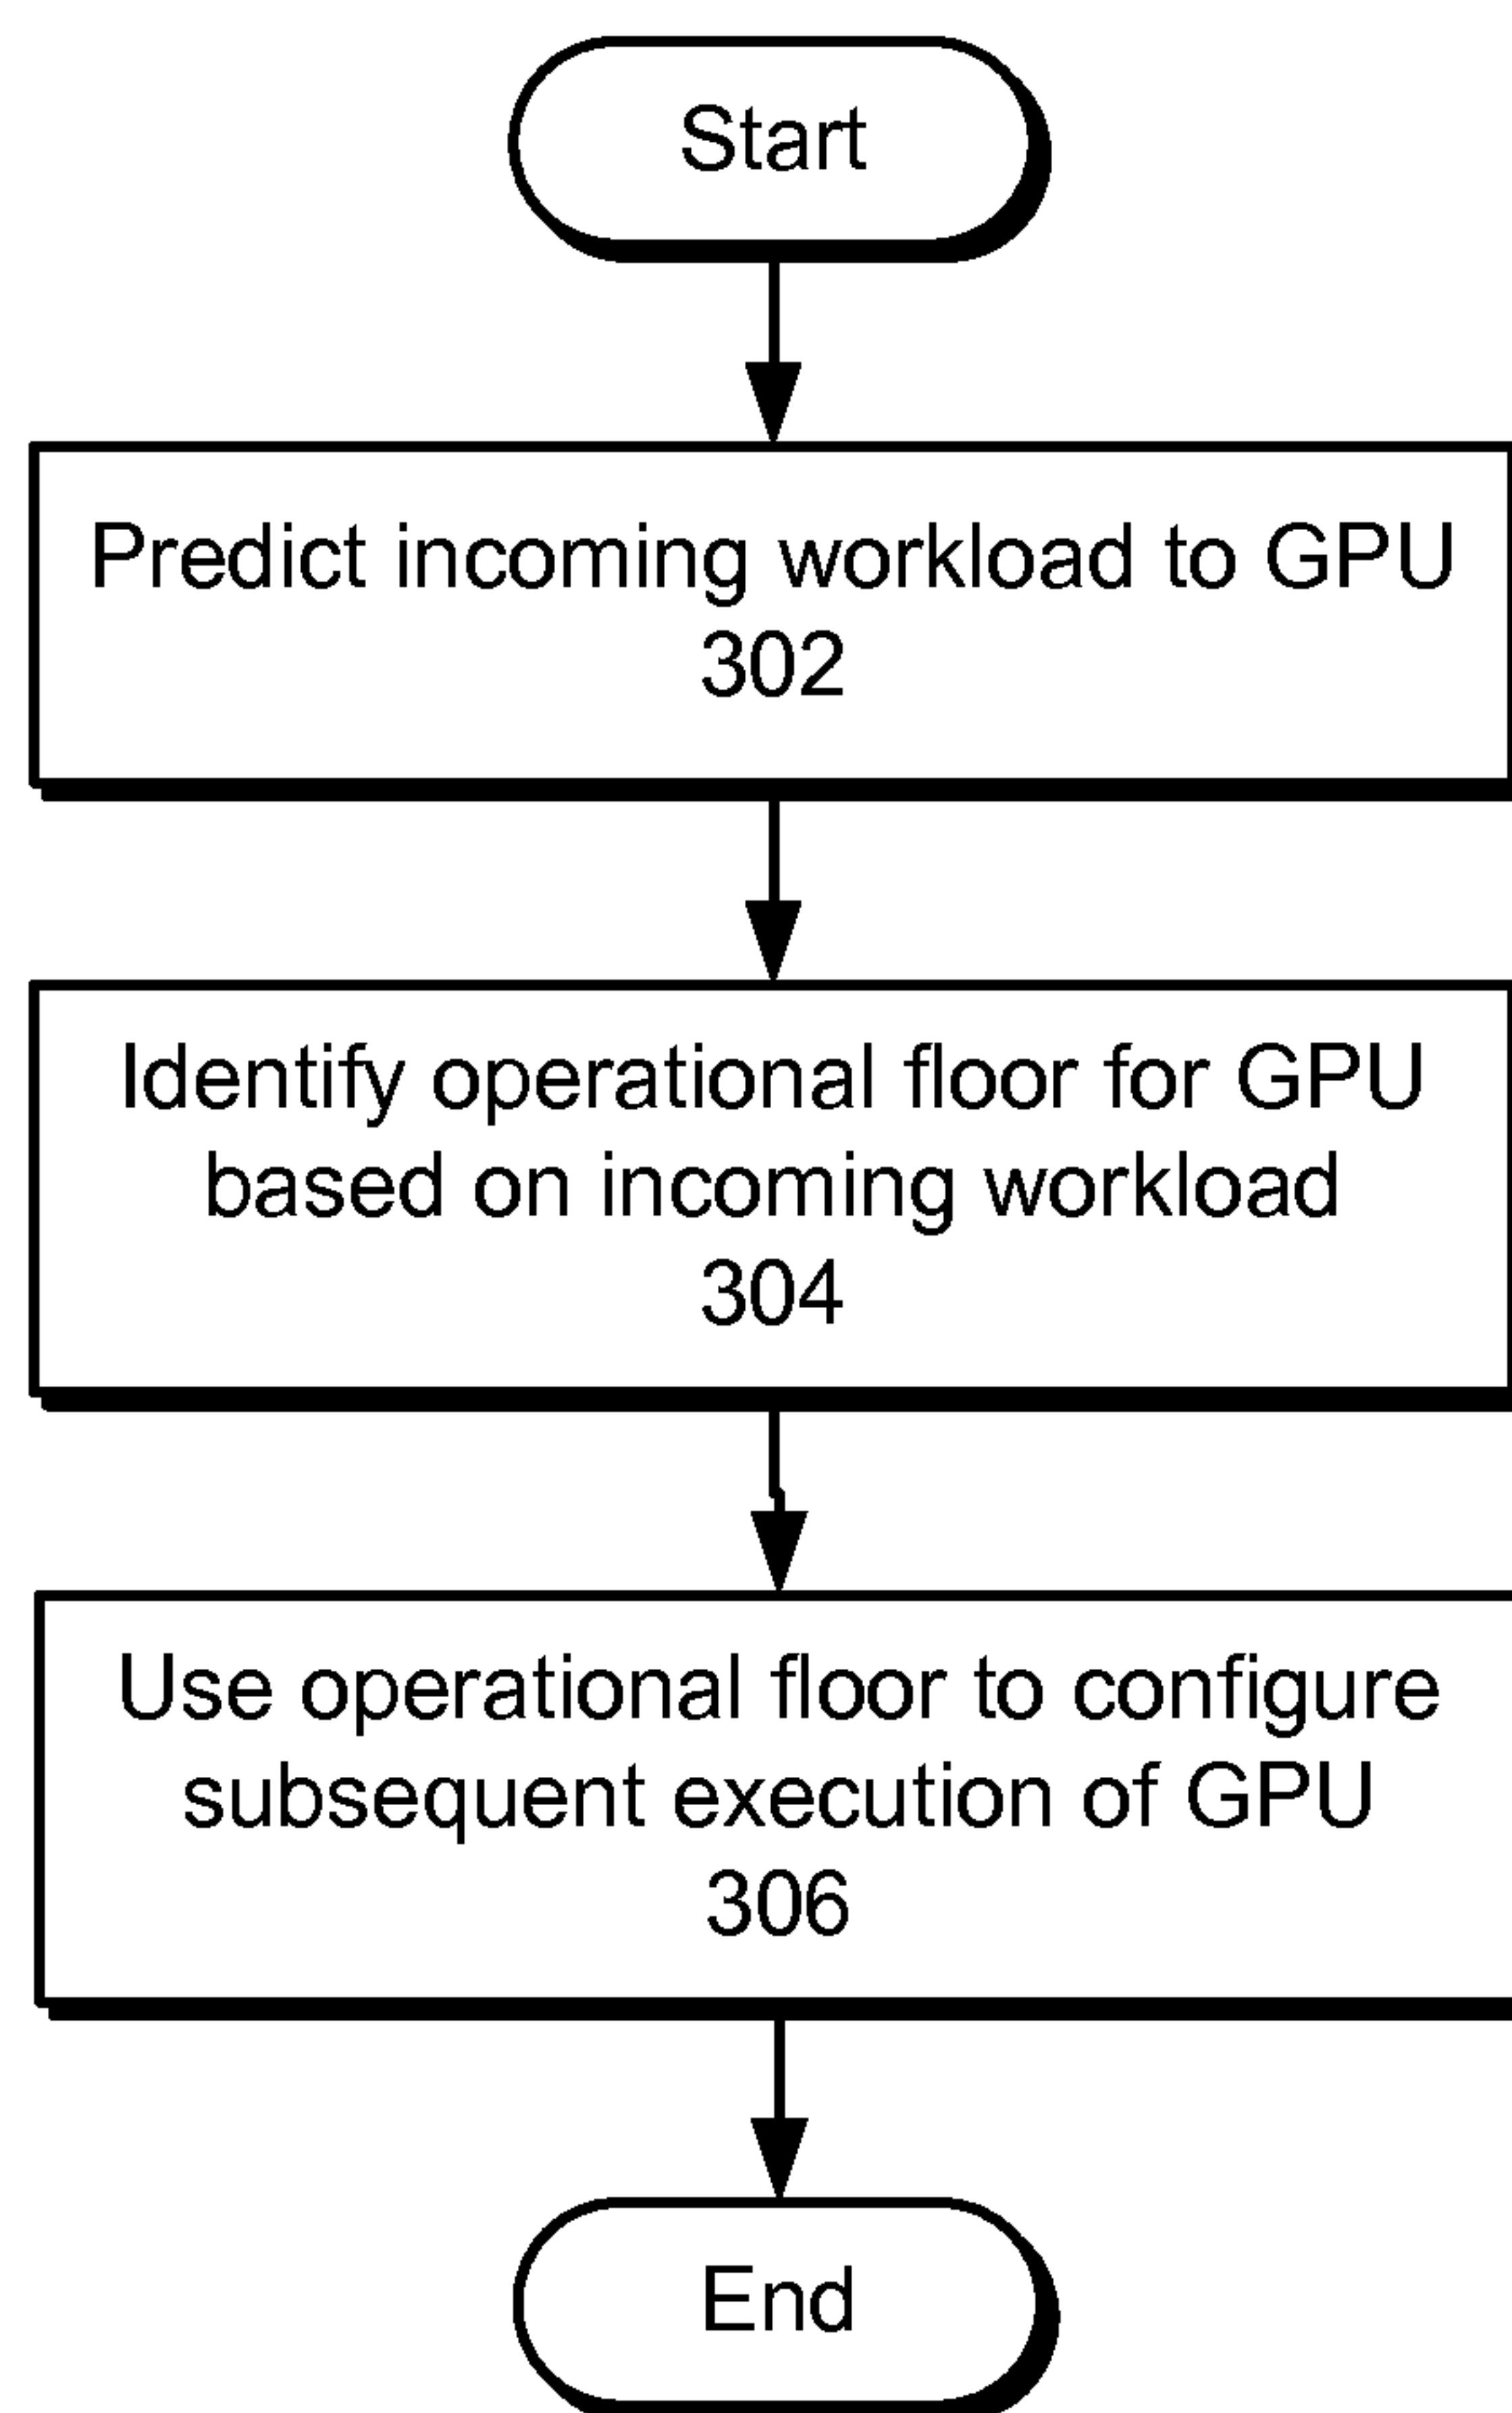 Start
Predict incoming workload to GPU
302
Identify operational floor for GPU
based on incoming workload
304
Use operational floor to configure
subsequent execution of GPU
306
End